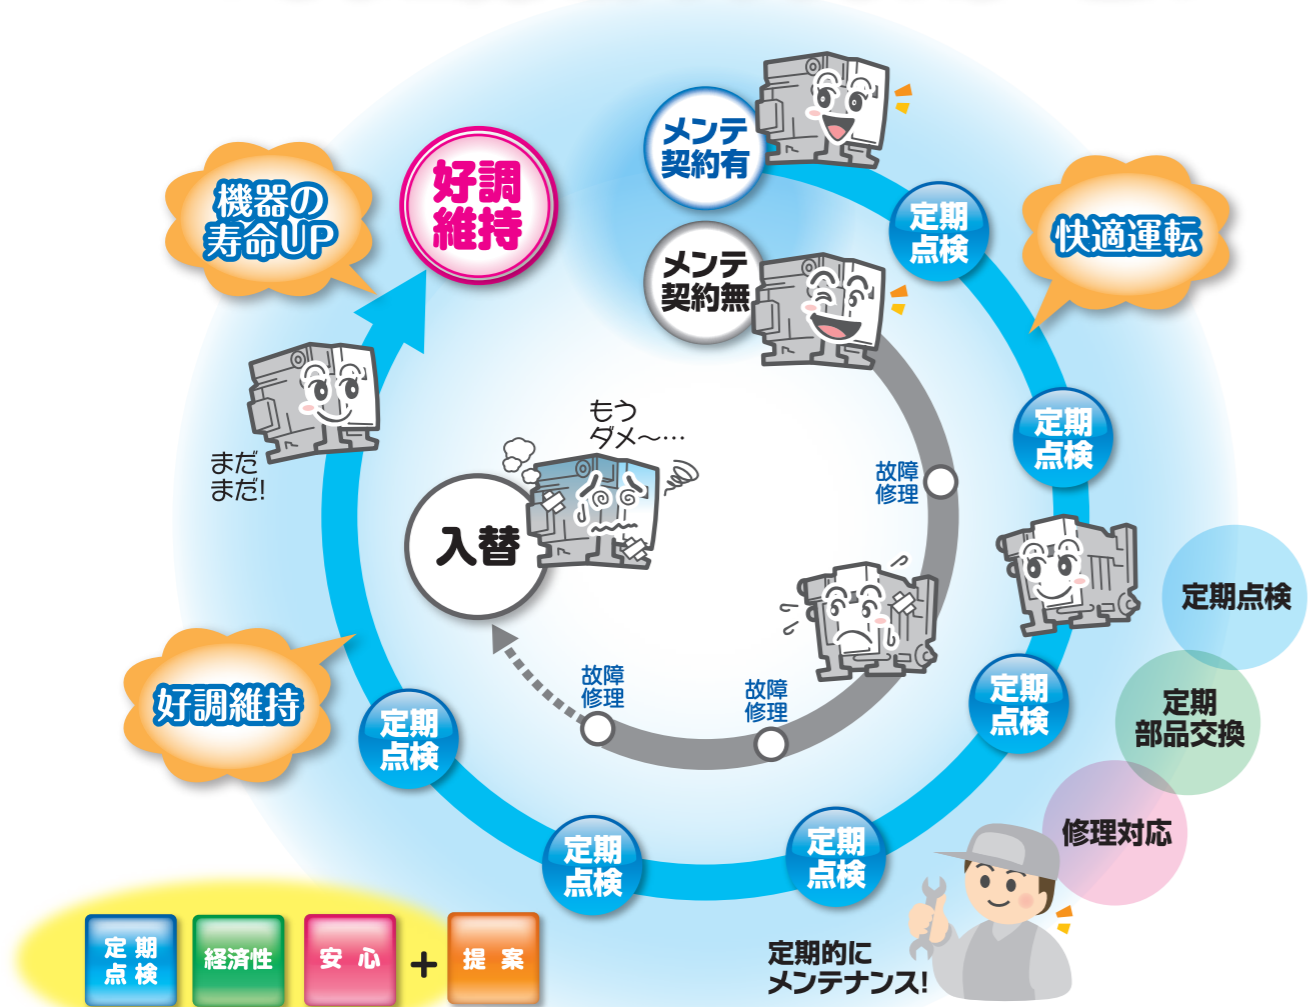 メンテ
契約有
好調
維持
機器の
寿命UP
定期
点検
快適運転
メンテ
契約無
まだ
まだ!
もう
ダメ～…
定期
点検
故障
修理
入替
定期点検
定期
部品交換
修理対応
定期
点検
故障
修理
故障
修理
好調維持
定期
点検
定期
点検
定期
点検
定期
点検
経済性
安 心
+
提 案
定期的に
メンテナンス!